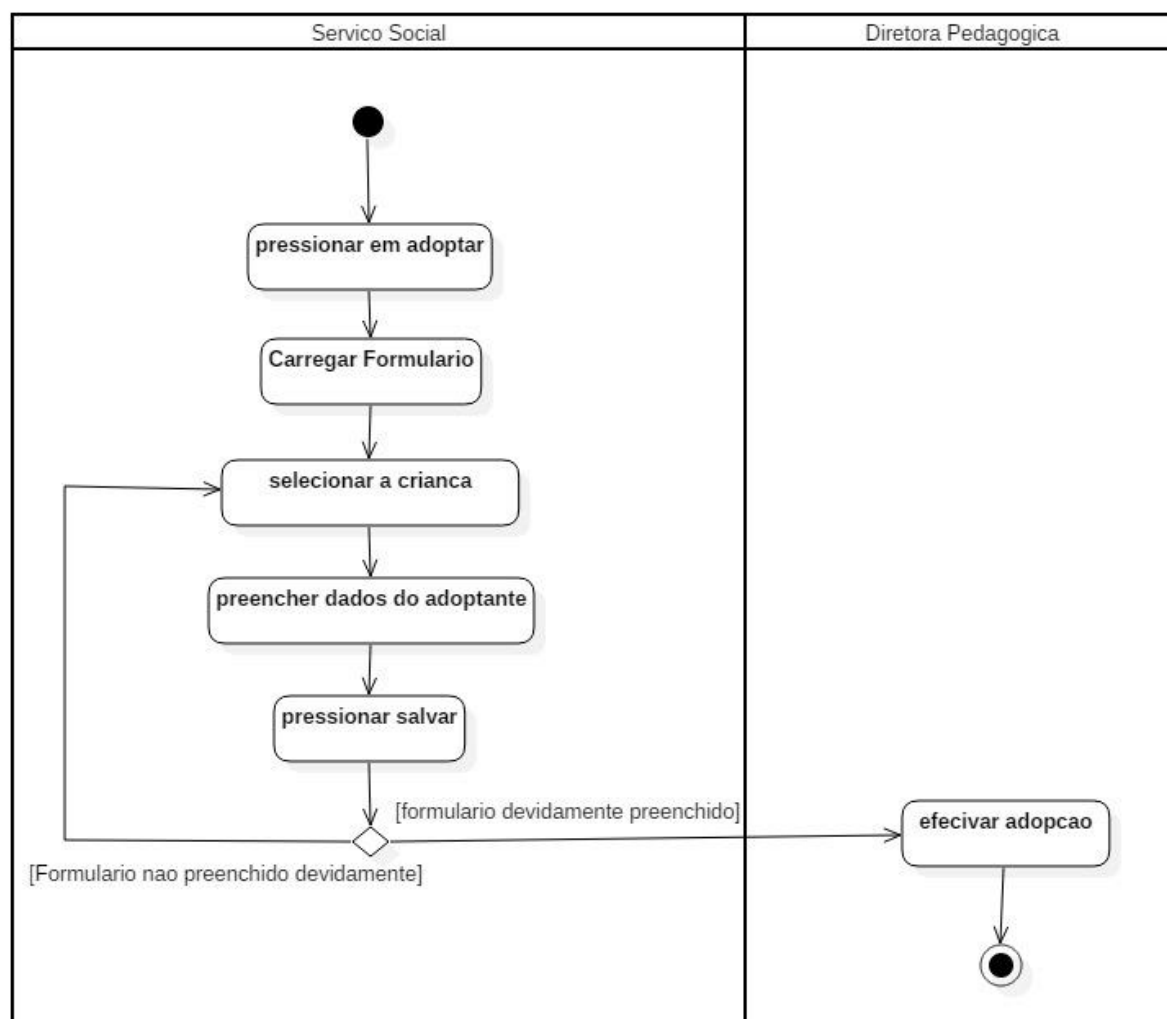 Servico Social
Diretora Pedagogica
pressionar em adoptar
Carregar Formulario
selecionar a crianca
preencher dados do adoptante
pressionar salvar
[formulario devidamente preenchido]
efecivar adopcao
[Formulario nao preenchido devidamente]